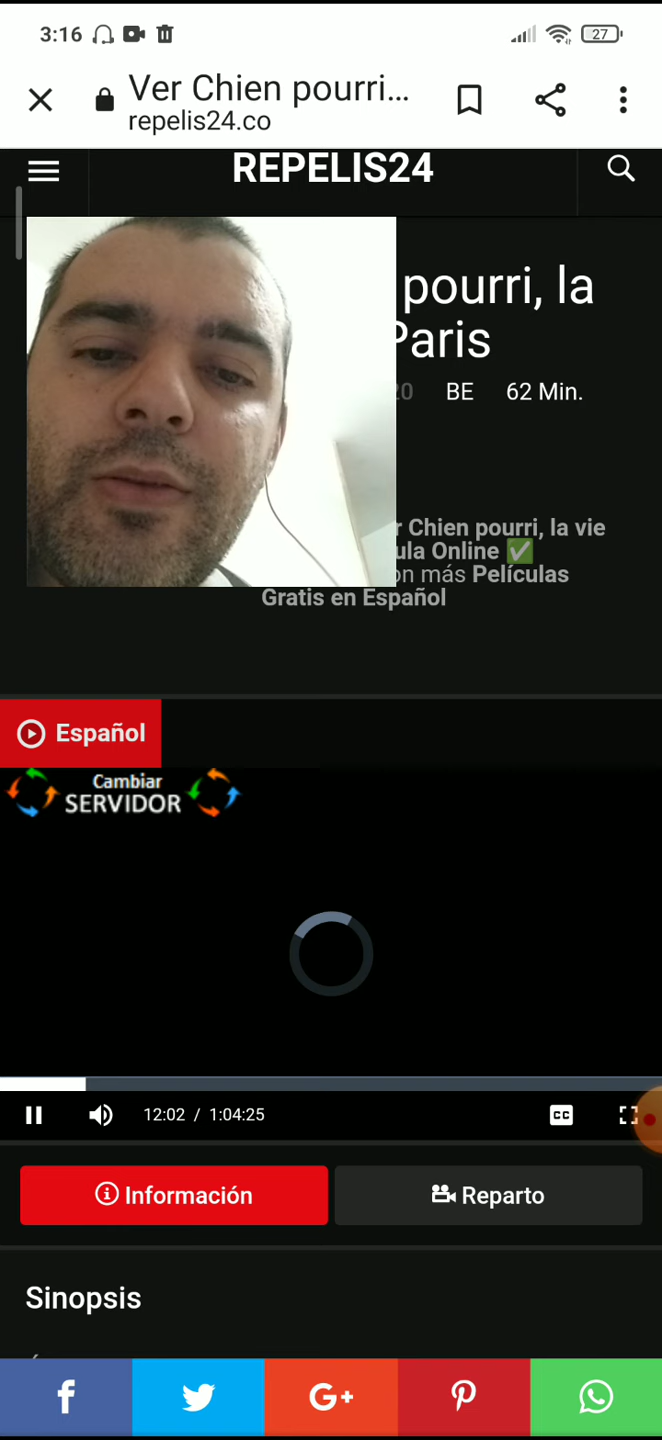 3:16
27
Ver Chien pourri...
repelis24.co
REPELIS24
pourri, la
Paris
20 BE 62 Min.
r Chien pourri, la vie
ula Online ✅
on más Películas
Gratis en Español
Español
Cambiar
SERVIDOR
12:02 / 1:04:25
CC
Información
Reparto
Sinopsis
f
G+